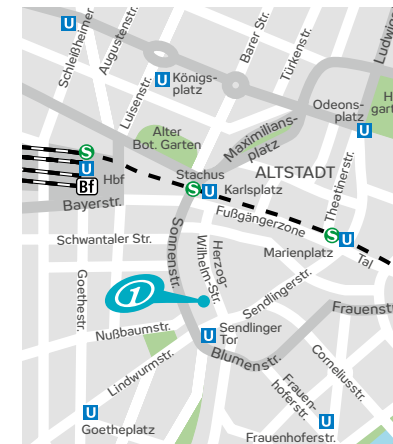 U
Schleißheimer
Augustenstr.
Luisenstr.
U Königs-
platz
Barer Str.
Türkenstr.
Ludwig
Odeons-
platz
U
H
gart
Alter
Bot. Garten
Maximilians-
platz
ALTSTADT
Theatinerstr.
S
U
Bf
Hbf
Bayerstr.
Stachus
S U Karlsplatz
Fußgängerzone
S U
Marienplatz
Tal
Schwantaler Str.
Sonnenstr.
Herzog-
Wilhelm-Str.
Goethestr.
i
Sendlingerstr.
Frauenst
Nußbaumstr.
U Sendlinger
Tor
Blumenstr.
Lindwurmstr.
Corneliusstr.
Frauen-
hoferstr.
U
Goetheplatz
U
Frauenhoferstr.